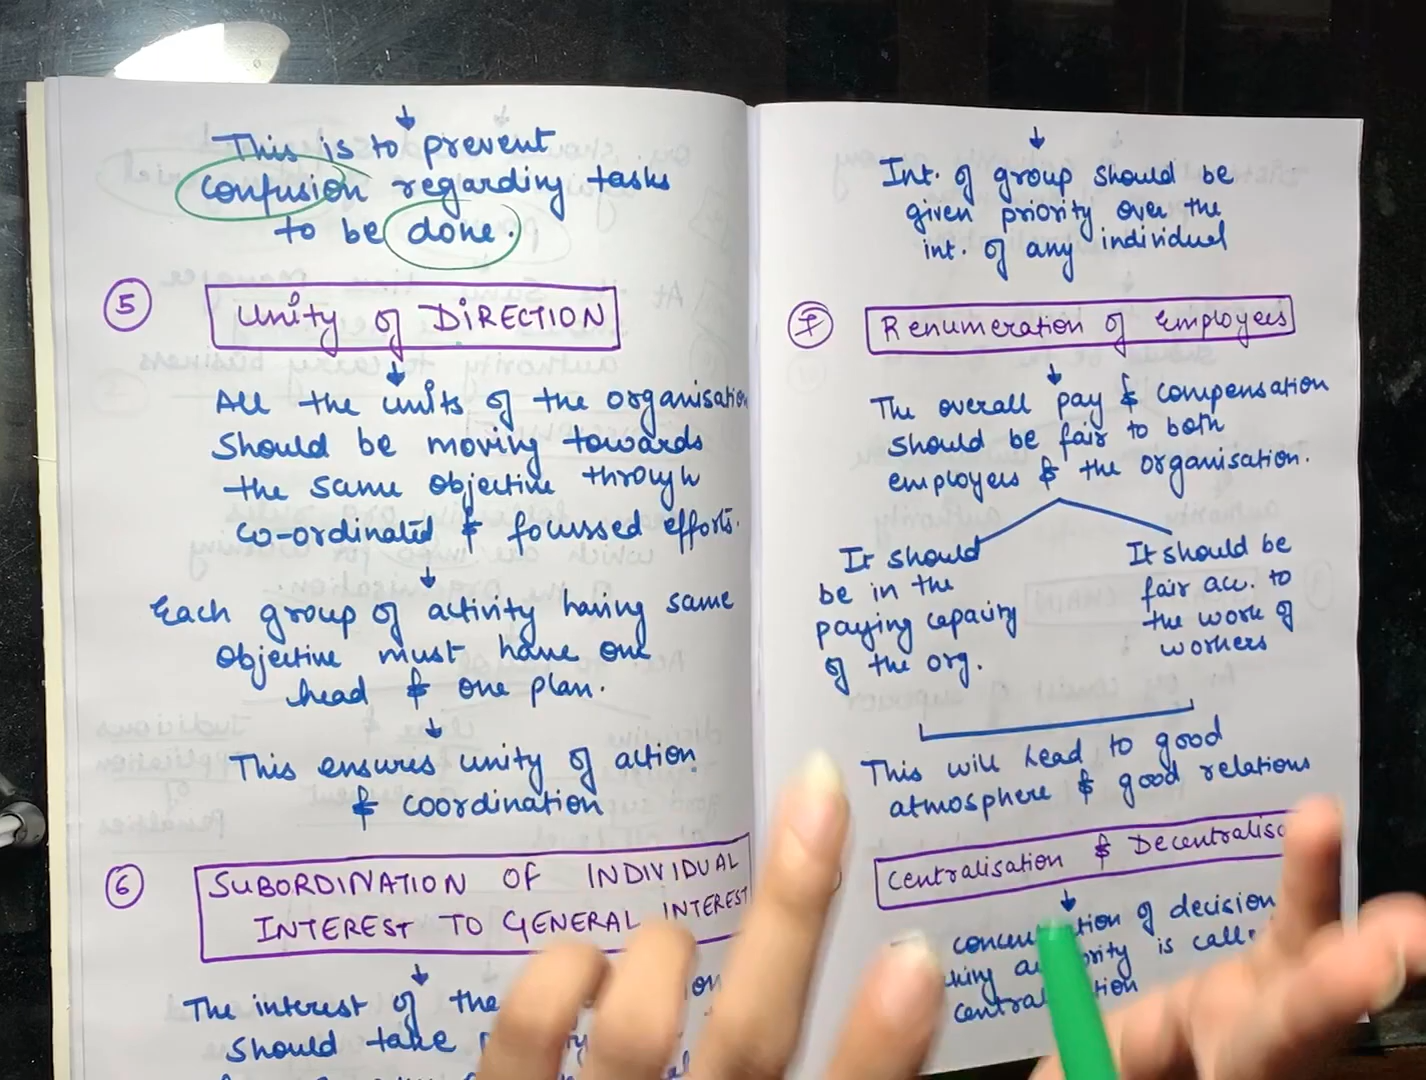 This is to prevent
confusion regarding tasks
to be done.
5 Unity of DIRECTION
All the units of the organisation
should be moving towards
the same objective through
co-ordinated & focussed efforts.
Each group of activity having same
objective must have one
head & one plan.
This ensures unity of action
& coordination
6 SUBORDINATION OF INDIVIDUAL
INTEREST TO GENERAL INTEREST
The interest of the
should take
Int. of group should be
given priority over the
int. of any individual
7 Renumeration of employees
The overall pay & compensation
should be fair to both
employees & the organisation.
It should
be in the
paying capacity
of the org.
It should be
fair acc. to
the work of
workers
This will lead to good
atmosphere & good relations
Centralisation & Decentralisa
of decision
is call